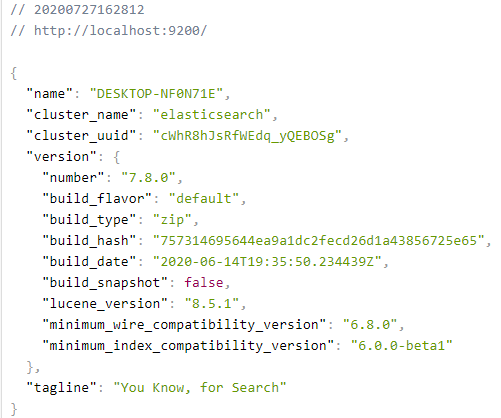 // 20200727162812
// http://localhost:9200/
{
"name": "DESKTOP-NF0N71E",
"cluster_name": "elasticsearch",
"cluster_uuid": "cWhR8hJsRfWEdq_yQEBOSg",
"version": {
"number": "7.8.0",
"build_flavor": "default",
"build_type": "zip",
"build_hash": "757314695644ea9a1dc2fecd26d1a43856725e65",
"build_date": "2020-06-14T19:35:50.234439Z",
"build_snapshot": false,
"lucene_version": "8.5.1",
"minimum_wire_compatibility_version": "6.8.0",
"minimum_index_compatibility_version": "6.0.0-beta1"
},
"tagline": "You Know, for Search"
}